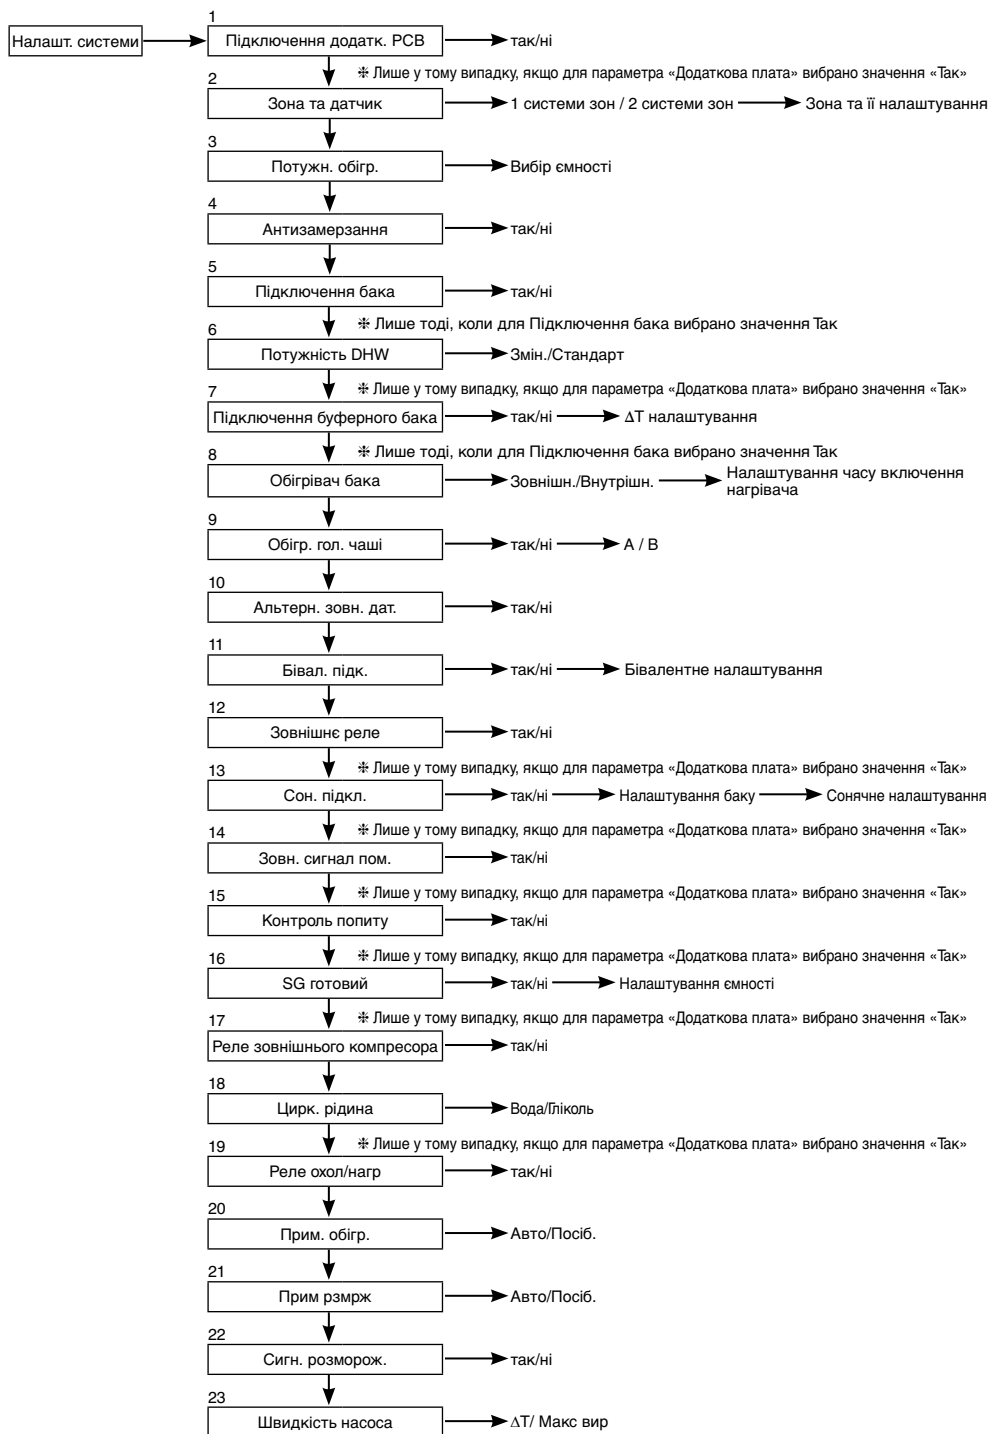 1
Налашт. системи
Підключення додатк. PCB
так/ні
❉ Лише у тому випадку, якщо для параметра «Додаткова плата» вибрано значення «Так»
2
Зона та датчик
1 системи зон / 2 системи зон
Зона та її налаштування
3
Потужн. обігр.
Вибір ємності
4
Антизамерзання
так/ні
5
Підключення бака
так/ні
❉ Лише тоді, коли для Підключення бака вибрано значення Так
6
Потужність DHW
Змін./Стандарт
❉ Лише у тому випадку, якщо для параметра «Додаткова плата» вибрано значення «Так»
7
Підключення буферного бака
так/ні
ΔT налаштування
❉ Лише тоді, коли для Підключення бака вибрано значення Так
8
Обігрівач бака
Зовнішн./Внутрішн.
Налаштування часу включення
нагрівача
9
Обігр. гол. чаші
так/ні
A / B
10
Альтерн. зовн. дат.
так/ні
11
Бівал. підк.
так/ні
Бівалентне налаштування
12
Зовнішнє реле
так/ні
❉ Лише у тому випадку, якщо для параметра «Додаткова плата» вибрано значення «Так»
13
Сон. підкл.
так/ні
Налаштування баку
Сонячне налаштування
❉ Лише у тому випадку, якщо для параметра «Додаткова плата» вибрано значення «Так»
14
Зовн. сигнал пом.
так/ні
❉ Лише у тому випадку, якщо для параметра «Додаткова плата» вибрано значення «Так»
15
Контроль попиту
так/ні
❉ Лише у тому випадку, якщо для параметра «Додаткова плата» вибрано значення «Так»
16
SG готовий
так/ні
Налаштування ємності
❉ Лише у тому випадку, якщо для параметра «Додаткова плата» вибрано значення «Так»
17
Реле зовнішнього компресора
так/ні
18
Цирк. рідина
Вода/Гліколь
❉ Лише у тому випадку, якщо для параметра «Додаткова плата» вибрано значення «Так»
19
Реле охол/нагр
так/ні
20
Прим. обігр.
Авто/Посіб.
21
Прим рзмрж
Авто/Посіб.
22
Сигн. розморож.
так/ні
23
Швидкість насоса
ΔT/ Макс вир